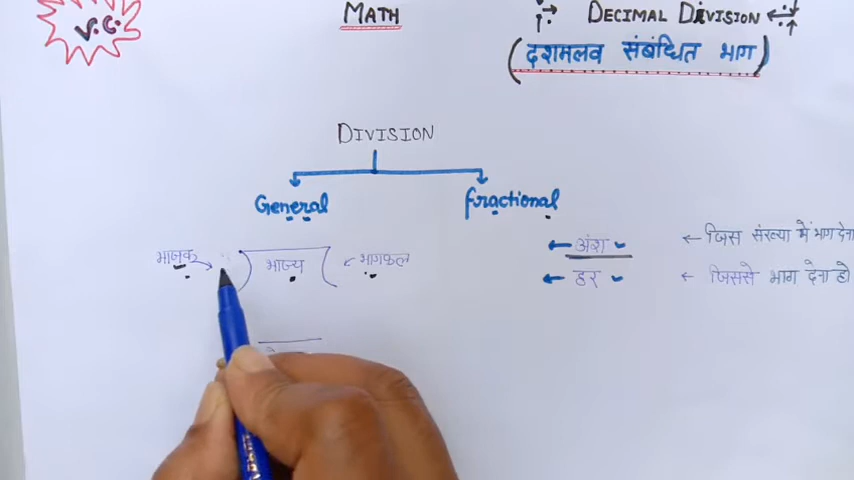 V.C.
MATH
DECIMAL DIVISION
(दशमलव संबंधित भाग)
DIVISION
General
fractional
भाजक
भाज्य
भागफल
अंश
हर
जिस संख्या में भाग देना
जिससे भाग देना हो